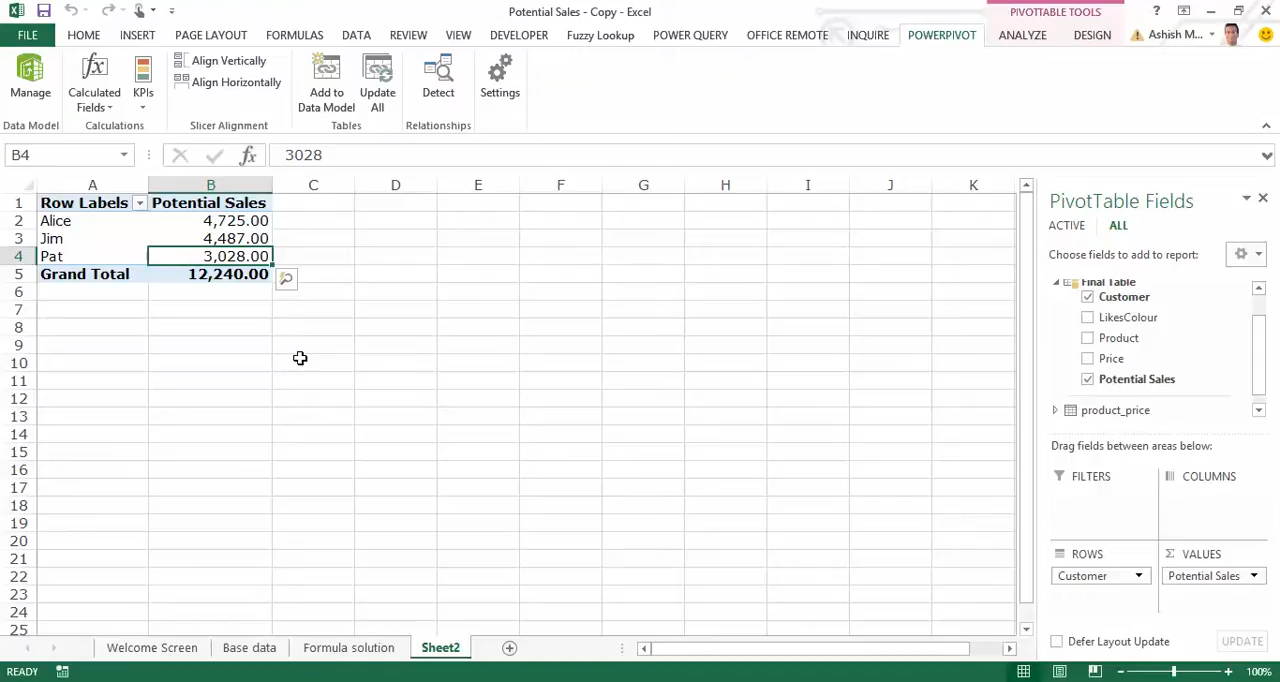 Potential Sales - Copy - Excel
PIVOTTABLE TOOLS
?
FILE HOME INSERT PAGE LAYOUT FORMULAS DATA REVIEW VIEW DEVELOPER Fuzzy Lookup POWER QUERY OFFICE REMOTE INQUIRE POWERPIVOT ANALYZE DESIGN Ashish M...
Manage
Calculated Fields
KPIs
Align Vertically
Align Horizontally
Add to Data Model
Update All
Detect
Settings
Data Model Calculations Slicer Alignment Tables Relationships
B4 fx 3028
A B C D E F G H I J K
1 Row Labels Potential Sales
2 Alice 4,725.00
3 Jim 4,487.00
4 Pat 3,028.00
5 Grand Total 12,240.00
6
7
8
9
10
11
12
13
14
15
16
17
18
19
20
21
22
23
24
25
PivotTable Fields
ACTIVE ALL
Choose fields to add to report:
Final Table
Customer
LikesColour
Product
Price
Potential Sales
product_price
Drag fields between areas below:
FILTERS COLUMNS
ROWS Σ VALUES
Customer Potential Sales
Defer Layout Update UPDATE
Welcome Screen Base data Formula solution Sheet2
READY 100%